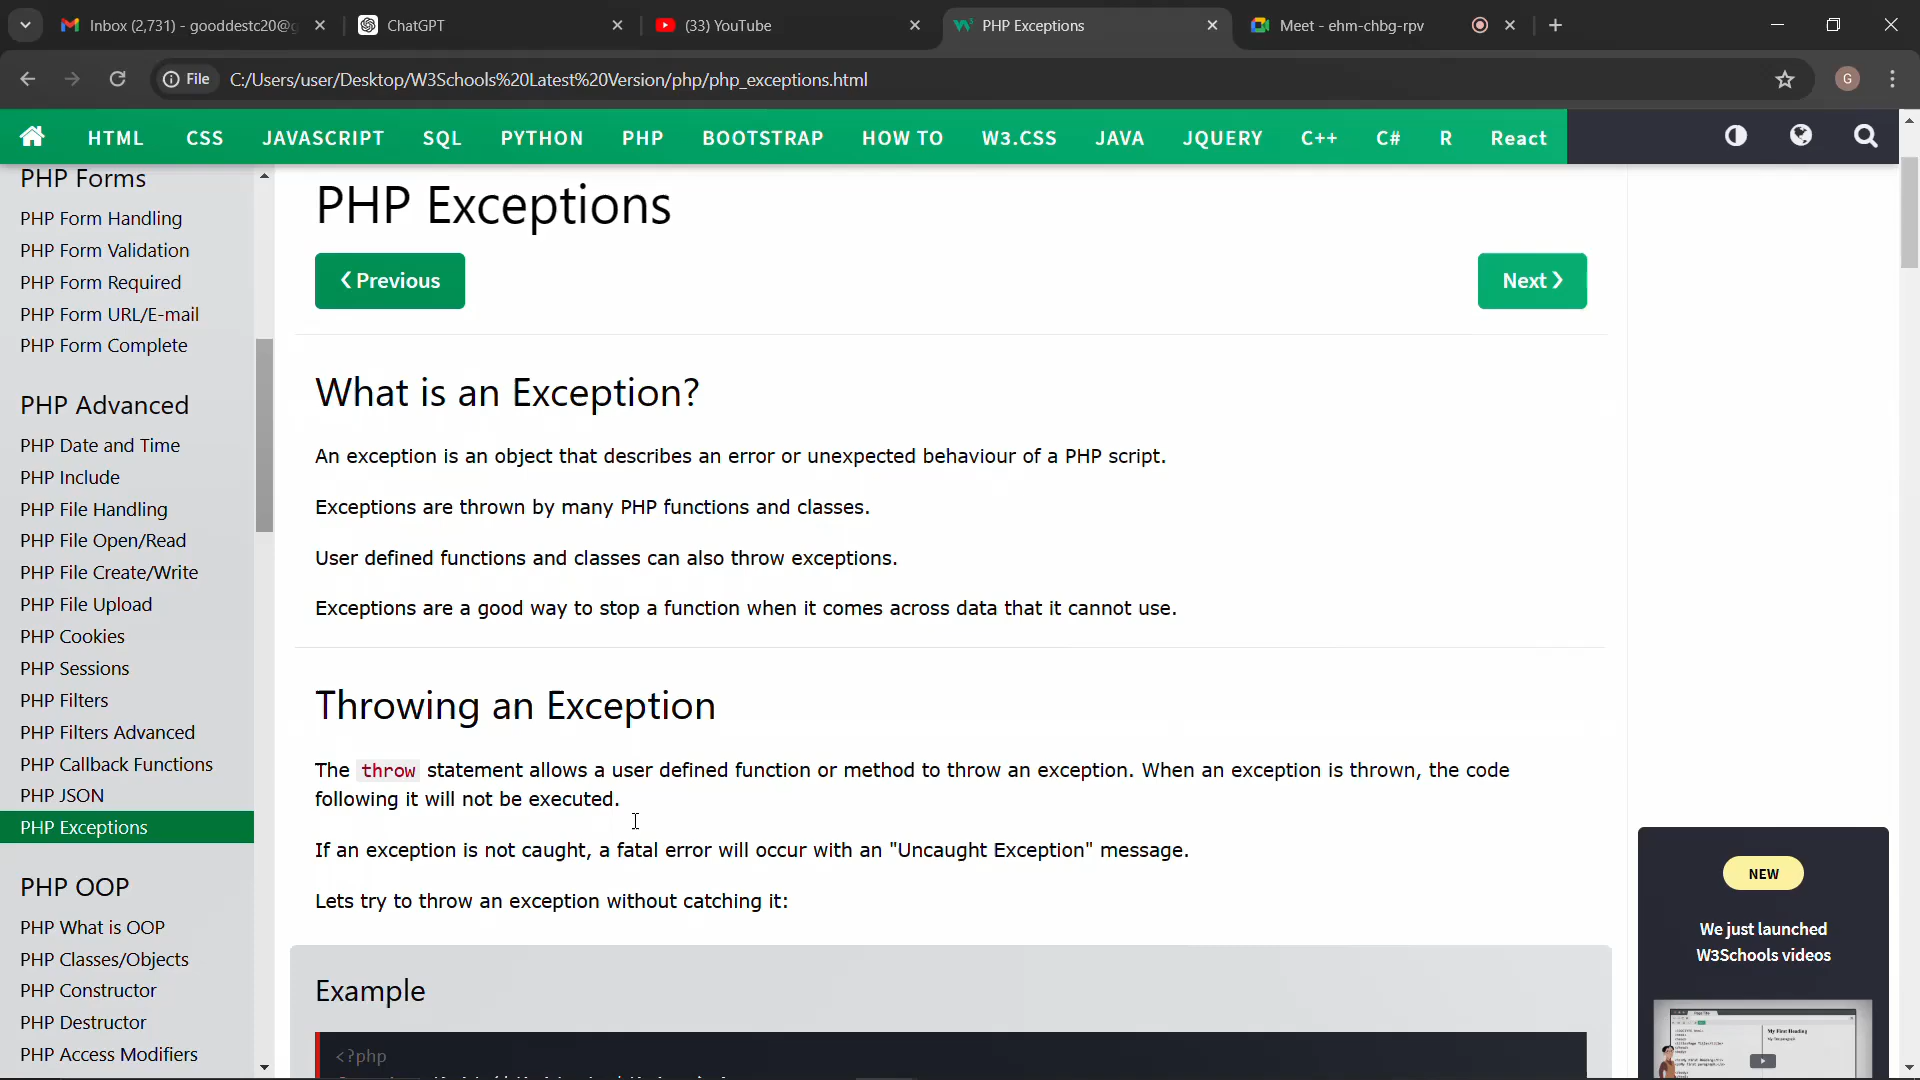 Inbox (2,731) - gooddestc20@g
ChatGPT
(33) YouTube
PHP Exceptions
Meet - ehm-chbg-rpv
File
C:/Users/user/Desktop/W3Schools%20Latest%20Version/php/php_exceptions.html
G
HTML CSS JAVASCRIPT SQL PYTHON PHP BOOTSTRAP HOW TO W3.CSS JAVA JQUERY C++ C# R React
PHP Forms
PHP Form Handling
PHP Form Validation
PHP Form Required
PHP Form URL/E-mail
PHP Form Complete
PHP Advanced
PHP Date and Time
PHP Include
PHP File Handling
PHP File Open/Read
PHP File Create/Write
PHP File Upload
PHP Cookies
PHP Sessions
PHP Filters
PHP Filters Advanced
PHP Callback Functions
PHP JSON
PHP Exceptions
PHP OOP
PHP What is OOP
PHP Classes/Objects
PHP Constructor
PHP Destructor
PHP Access Modifiers
PHP Exceptions
❮ Previous
Next ❯
What is an Exception?
An exception is an object that describes an error or unexpected behaviour of a PHP script.
Exceptions are thrown by many PHP functions and classes.
User defined functions and classes can also throw exceptions.
Exceptions are a good way to stop a function when it comes across data that it cannot use.
Throwing an Exception
The throw statement allows a user defined function or method to throw an exception. When an exception is thrown, the code
following it will not be executed.
If an exception is not caught, a fatal error will occur with an "Uncaught Exception" message.
Lets try to throw an exception without catching it:
Example
<?php
NEW
We just launched
W3Schools videos
My First Heading